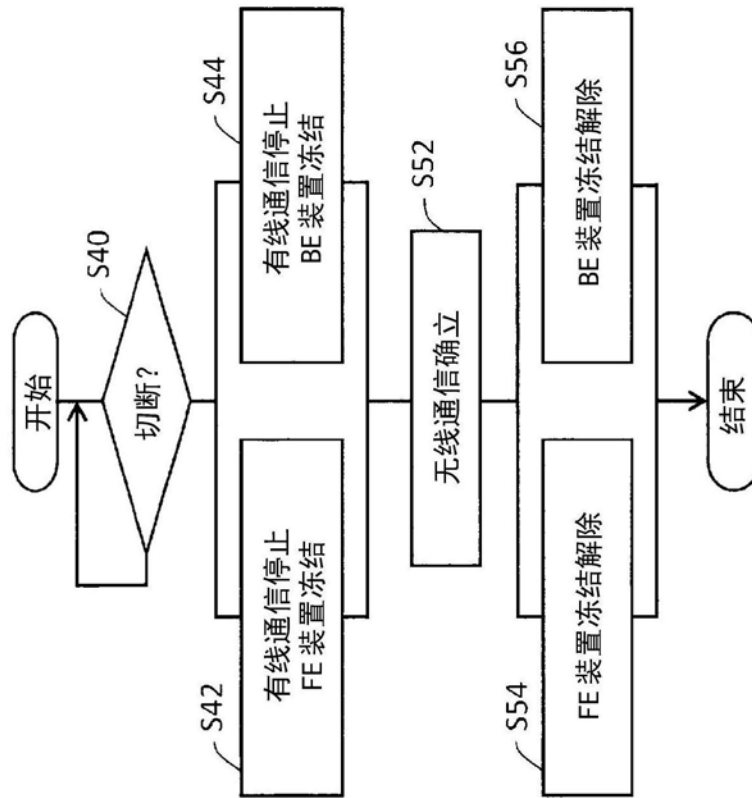 开始
S40
切断?
S42
有线通信停止
FE 装置冻结
S44
有线通信停止
BE 装置冻结
S52
无线通信确立
S54
FE 装置冻结解除
S56
BE 装置冻结解除
结束